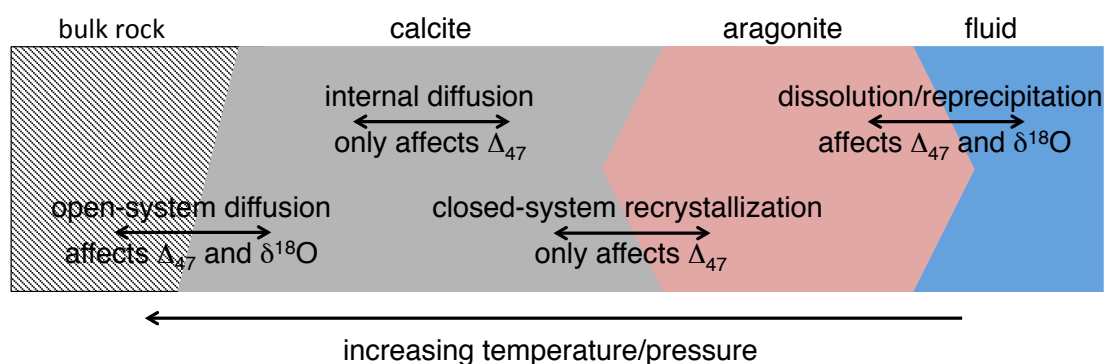 bulk rock
calcite
aragonite
fluid
internal diffusion
only affects Δ47
dissolution/reprecipitation
affects Δ47 and δ18O
open-system diffusion
affects Δ47 and δ18O
closed-system recrystallization
only affects Δ47
increasing temperature/pressure